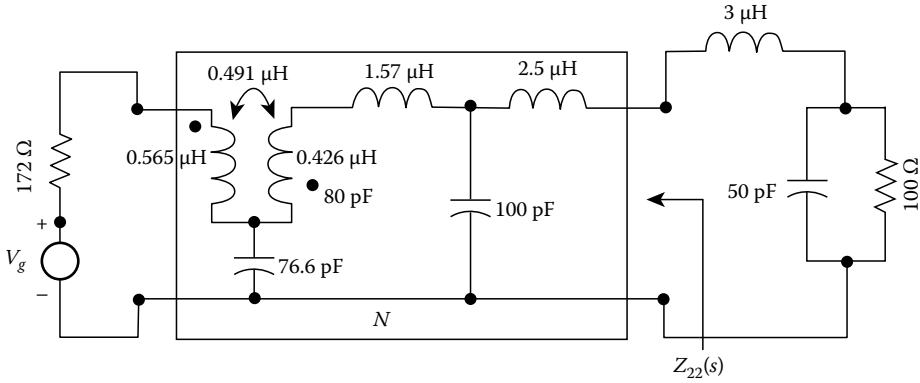 3 μH
0.491 μH
1.57 μH
2.5 μH
172 Ω
0.565 μH
0.426 μH
80 pF
100 pF
50 pF
100 Ω
+
V_g
−
76.6 pF
N
Z_22(s)